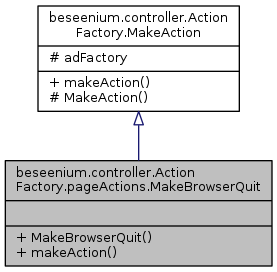 beseenium.controller.Action
Factory.MakeAction
# adFactory
+ makeAction()
# MakeAction()
beseenium.controller.Action
Factory.pageActions.MakeBrowserQuit
+ MakeBrowserQuit()
+ makeAction()